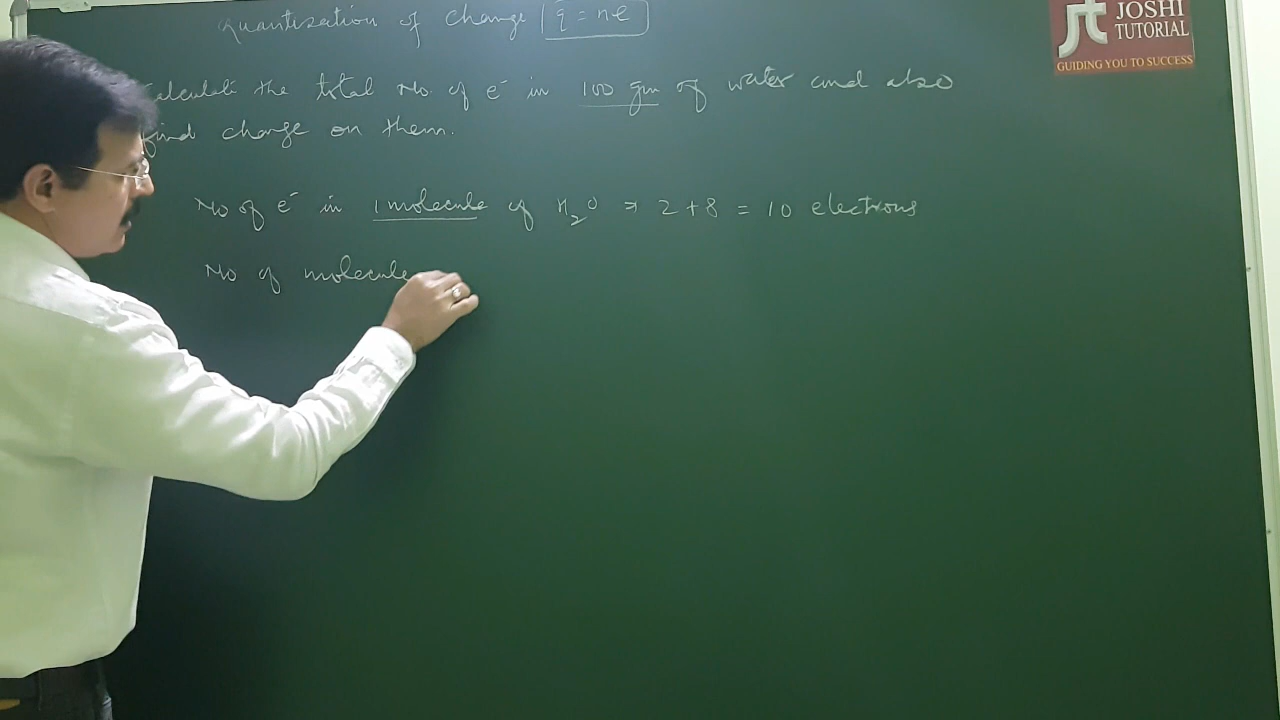 Quantization of charge q = ne
JOSHI
TUTORIAL
GUIDING YOU TO SUCCESS
Calculate the total No. of e⁻ in 100 gm of water and also
find charge on them.
No of e⁻ in 1 molecule of H₂O ⇒ 2+8 = 10 electrons
No of molecule